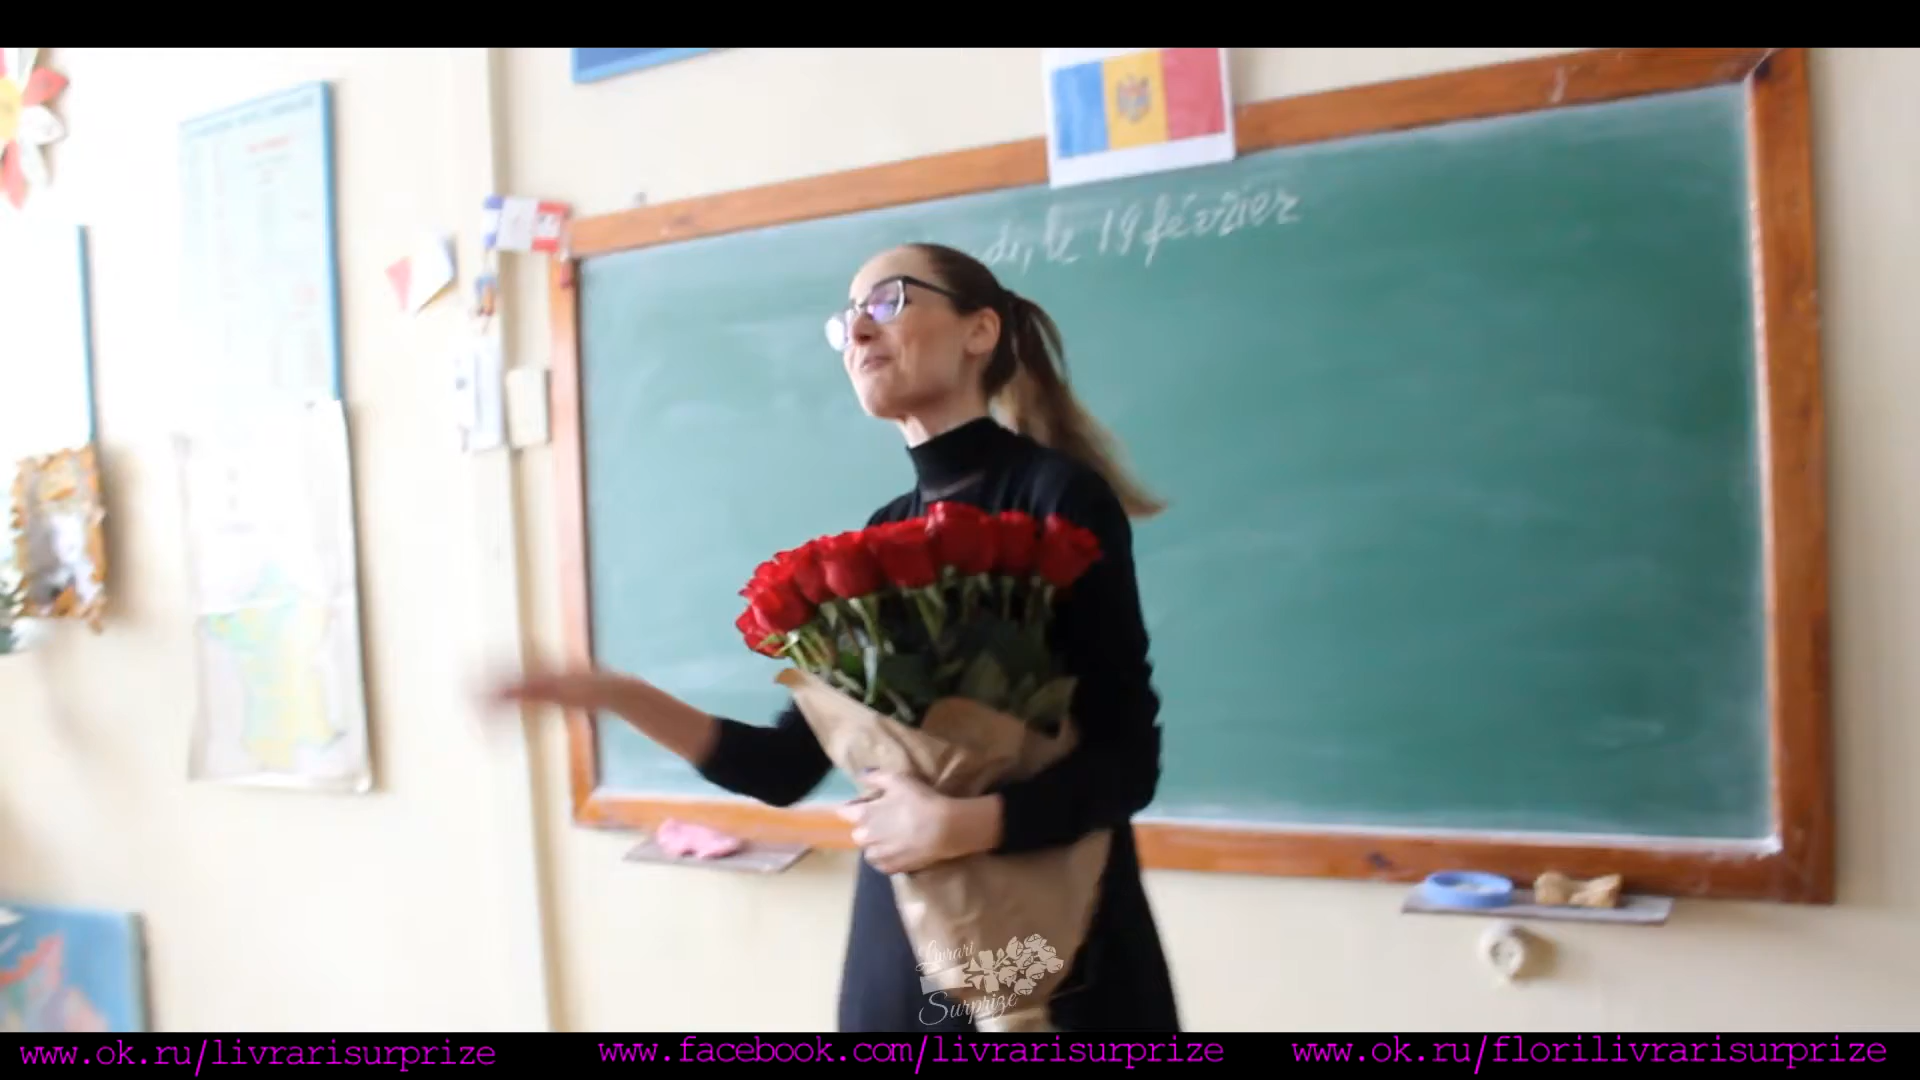 le 19 février
Livrari
Surprize
www.ok.ru/livrarisurprize
www.facebook.com/livrarisurprize
www.ok.ru/florilivrarisurprize